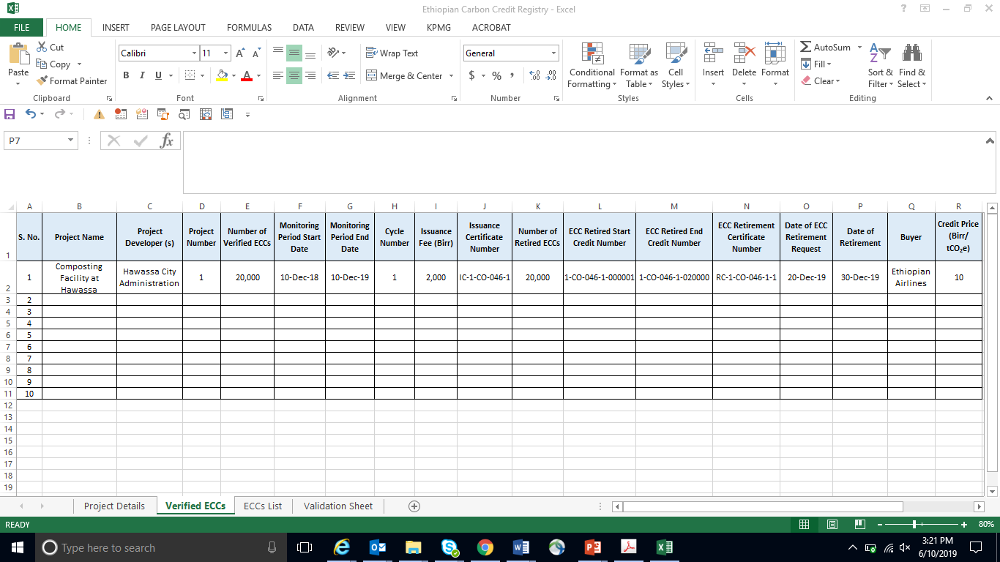 Ethiopian Carbon Credit Registry - Excel
FILE HOME INSERT PAGE LAYOUT FORMULAS DATA REVIEW VIEW KPMG ACROBAT
Paste
Cut
Copy
Format Painter
Clipboard
Calibri 11
B I U
Font
Wrap Text
Merge & Center
Alignment
General
$ % ,
Number
Conditional Formatting
Format as Table
Cell Styles
Styles
Insert Delete Format
Cells
AutoSum
Fill
Clear
Sort & Filter
Find & Select
Editing
P7
fx
A B C D E F G H I J K L M N O P Q R
1
S. No.
Project Name
Project Developer (s)
Project Number
Number of Verified ECCs
Monitoring Period Start Date
Monitoring Period End Date
Cycle Number
Issuance Fee (Birr)
Issuance Certificate Number
Number of Retired ECCs
ECC Retired Start Credit Number
ECC Retired End Credit Number
ECC Retirement Certificate Number
Date of ECC Retirement Request
Date of Retirement
Buyer
Credit Price (Birr/ tCO₂e)
2
1
Composting Facility at Hawassa
Hawassa City Administration
1
20,000
10-Dec-18
10-Dec-19
1
2,000
IC-1-CO-046-1
20,000
1-CO-046-1-000001
1-CO-046-1-020000
RC-1-CO-046-1-1
20-Dec-19
30-Dec-19
Ethiopian Airlines
10
3 2
4 3
5 4
6 5
7 6
8 7
9 8
10 9
11 10
12
13
14
15
16
17
18
19
Project Details Verified ECCs ECCs List Validation Sheet
READY
80%
Type here to search
3:21 PM
6/10/2019